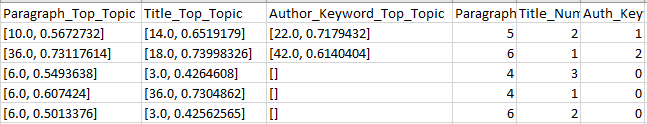 Paragraph_Top_Topic Title_Top_Topic Author_Keyword_Top_Topic Paragraph Title_Num Auth_Key
[10.0, 0.5672732] [14.0, 0.6519179] [22.0, 0.7179432] 5 2 1
[36.0, 0.73117614] [18.0, 0.73998326] [42.0, 0.6140404] 6 1 2
[6.0, 0.5493638] [3.0, 0.4264608] [] 4 3 0
[6.0, 0.607424] [36.0, 0.7304862] [] 4 1 0
[6.0, 0.5013376] [3.0, 0.42562565] [] 6 2 0